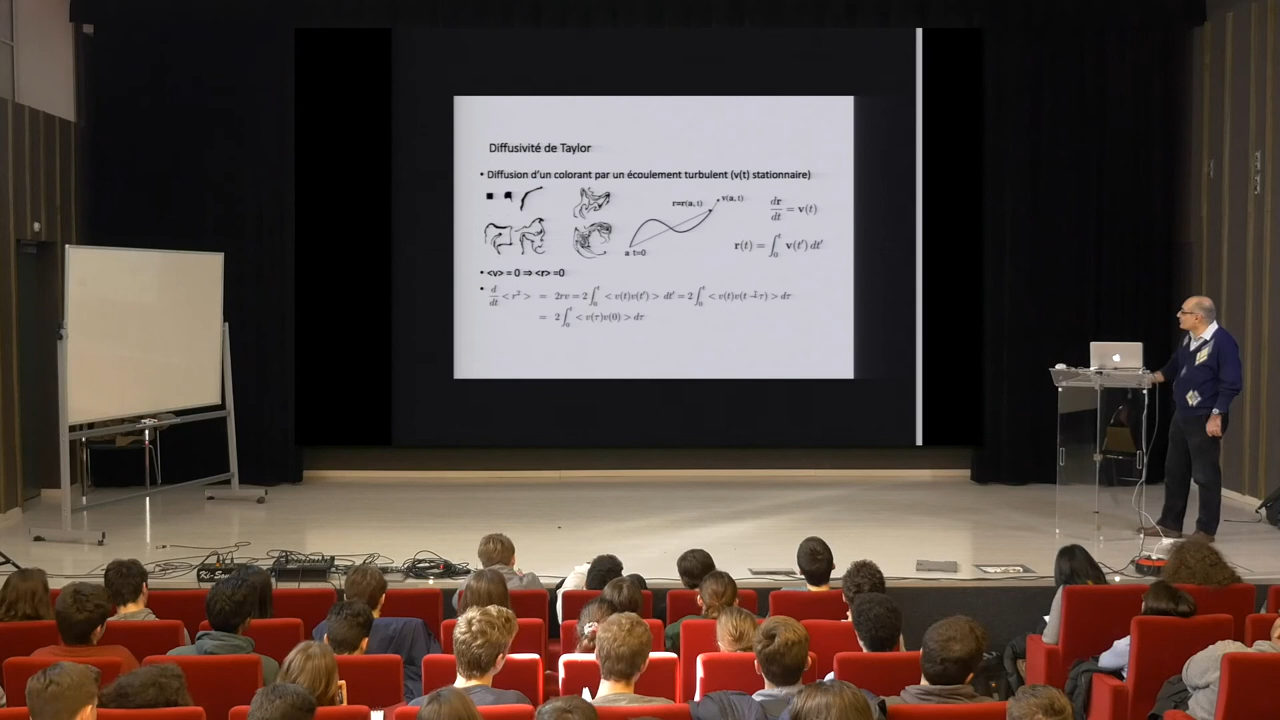 Diffusivité de Taylor
• Diffusion d'un colorant par un écoulement turbulent (v(t) stationnaire)
r=r(a, t)
v(a, t)
a t=0
dr/dt = v(t)
r(t) = ∫₀ᵗ v(t') dt'
• <v> = 0 ⇒ <r> =0
• d/dt < r² > = 2rv = 2 ∫₀ᵗ < v(t)v(t') > dt' = 2 ∫₀ᵗ < v(t)v(t - τ) > dτ
= 2 ∫₀ᵗ < v(τ)v(0) > dτ